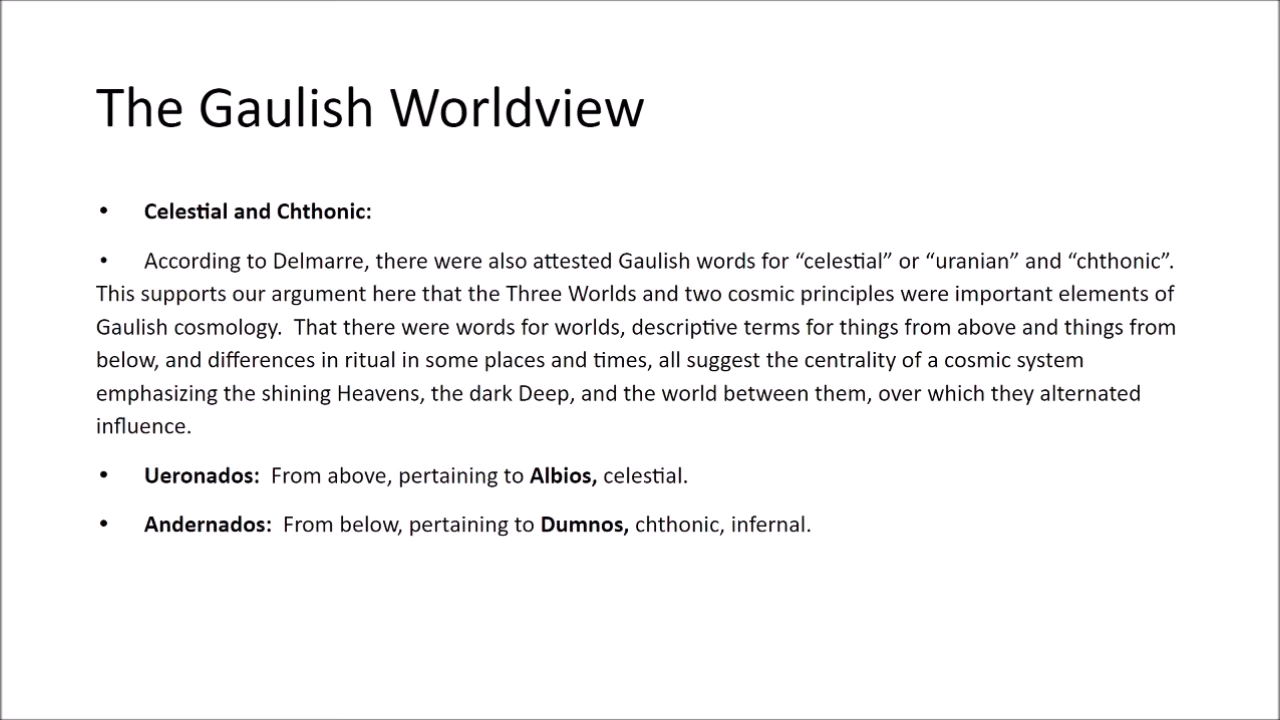 The Gaulish Worldview
• Celestial and Chthonic:
• According to Delmarre, there were also attested Gaulish words for “celestial” or “uranian” and “chthonic”.
This supports our argument here that the Three Worlds and two cosmic principles were important elements of
Gaulish cosmology.  That there were words for worlds, descriptive terms for things from above and things from
below, and differences in ritual in some places and times, all suggest the centrality of a cosmic system
emphasizing the shining Heavens, the dark Deep, and the world between them, over which they alternated
influence.
• Ueronados:  From above, pertaining to Albios, celestial.
• Andernados:  From below, pertaining to Dumnos, chthonic, infernal.